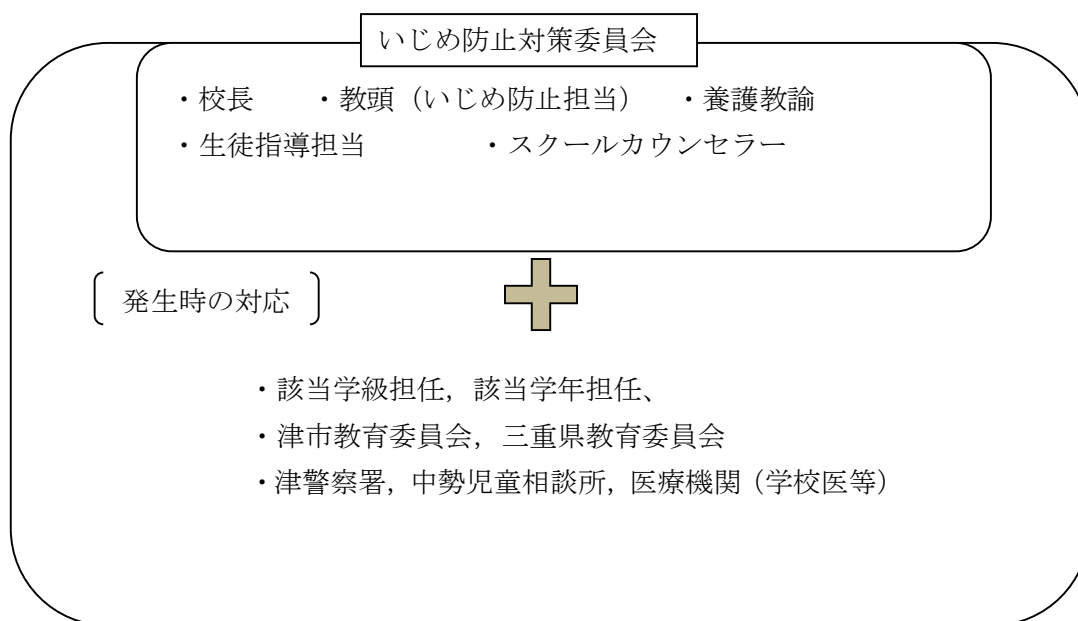 いじめ防止対策委員会
・校長　・教頭（いじめ防止担当）　・養護教諭
・生徒指導担当　・スクールカウンセラー
発生時の対応
・該当学級担任，該当学年担任、
・津市教育委員会，三重県教育委員会
・津警察署，中勢児童相談所，医療機関（学校医等）